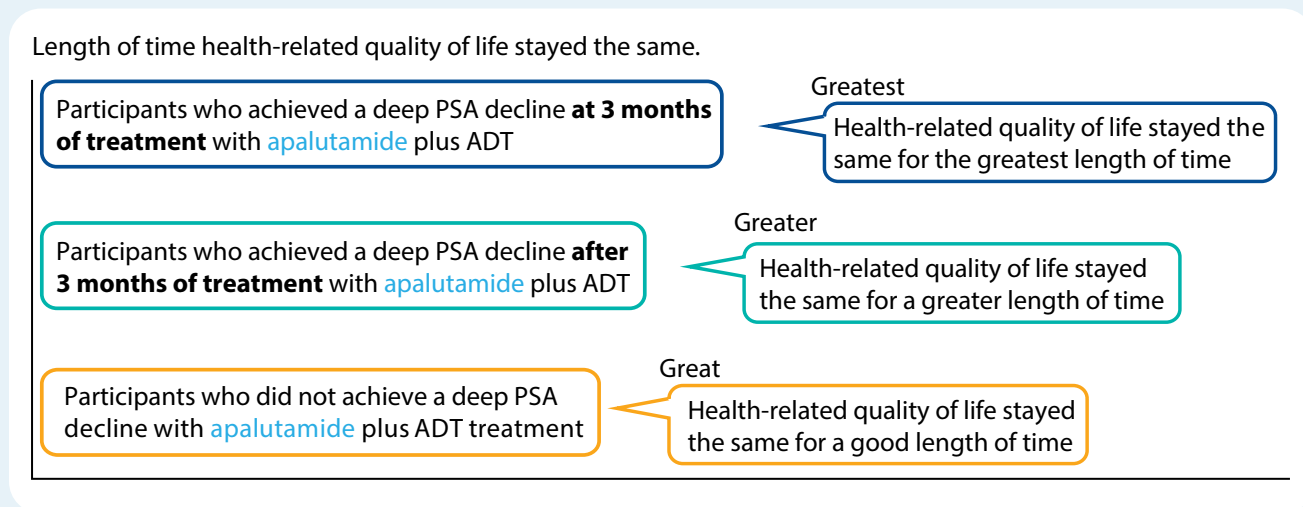 Length of time health-related quality of life stayed the same.
Participants who achieved a deep PSA decline at 3 months
of treatment with apalutamide plus ADT
Greatest
Health-related quality of life stayed the
same for the greatest length of time
Participants who achieved a deep PSA decline after
3 months of treatment with apalutamide plus ADT
Greater
Health-related quality of life stayed
the same for a greater length of time
Participants who did not achieve a deep PSA
decline with apalutamide plus ADT treatment
Great
Health-related quality of life stayed
the same for a good length of time